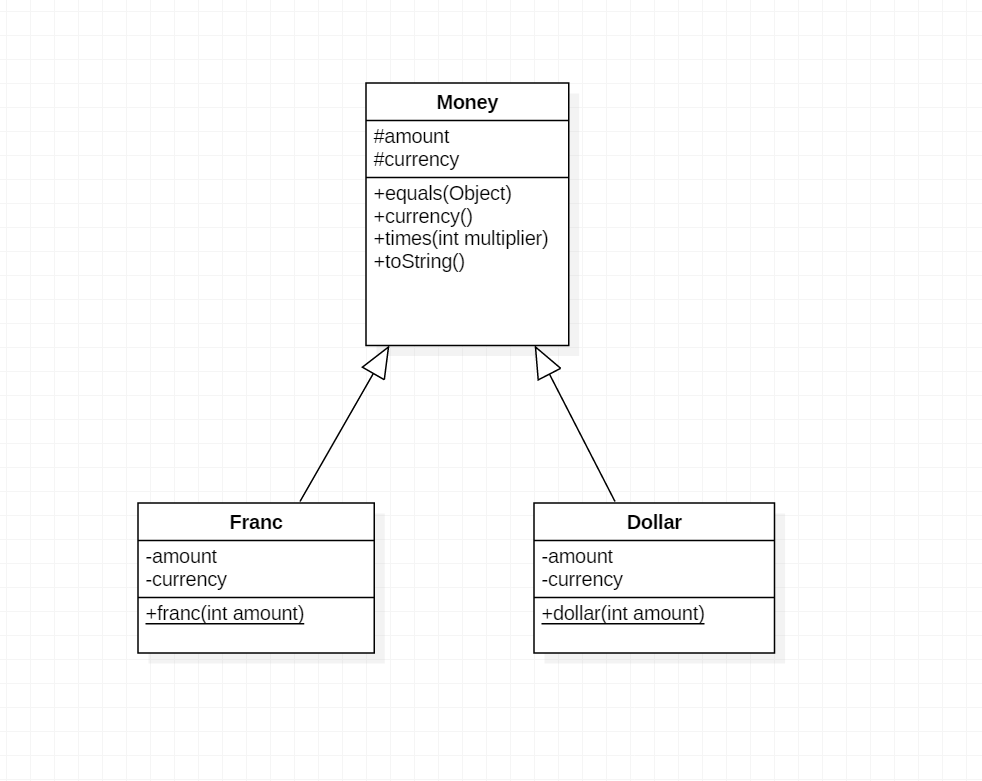 Money
#amount
#currency
+equals(Object)
+currency()
+times(int multiplier)
+toString()
Franc
-amount
-currency
+franc(int amount)
Dollar
-amount
-currency
+dollar(int amount)